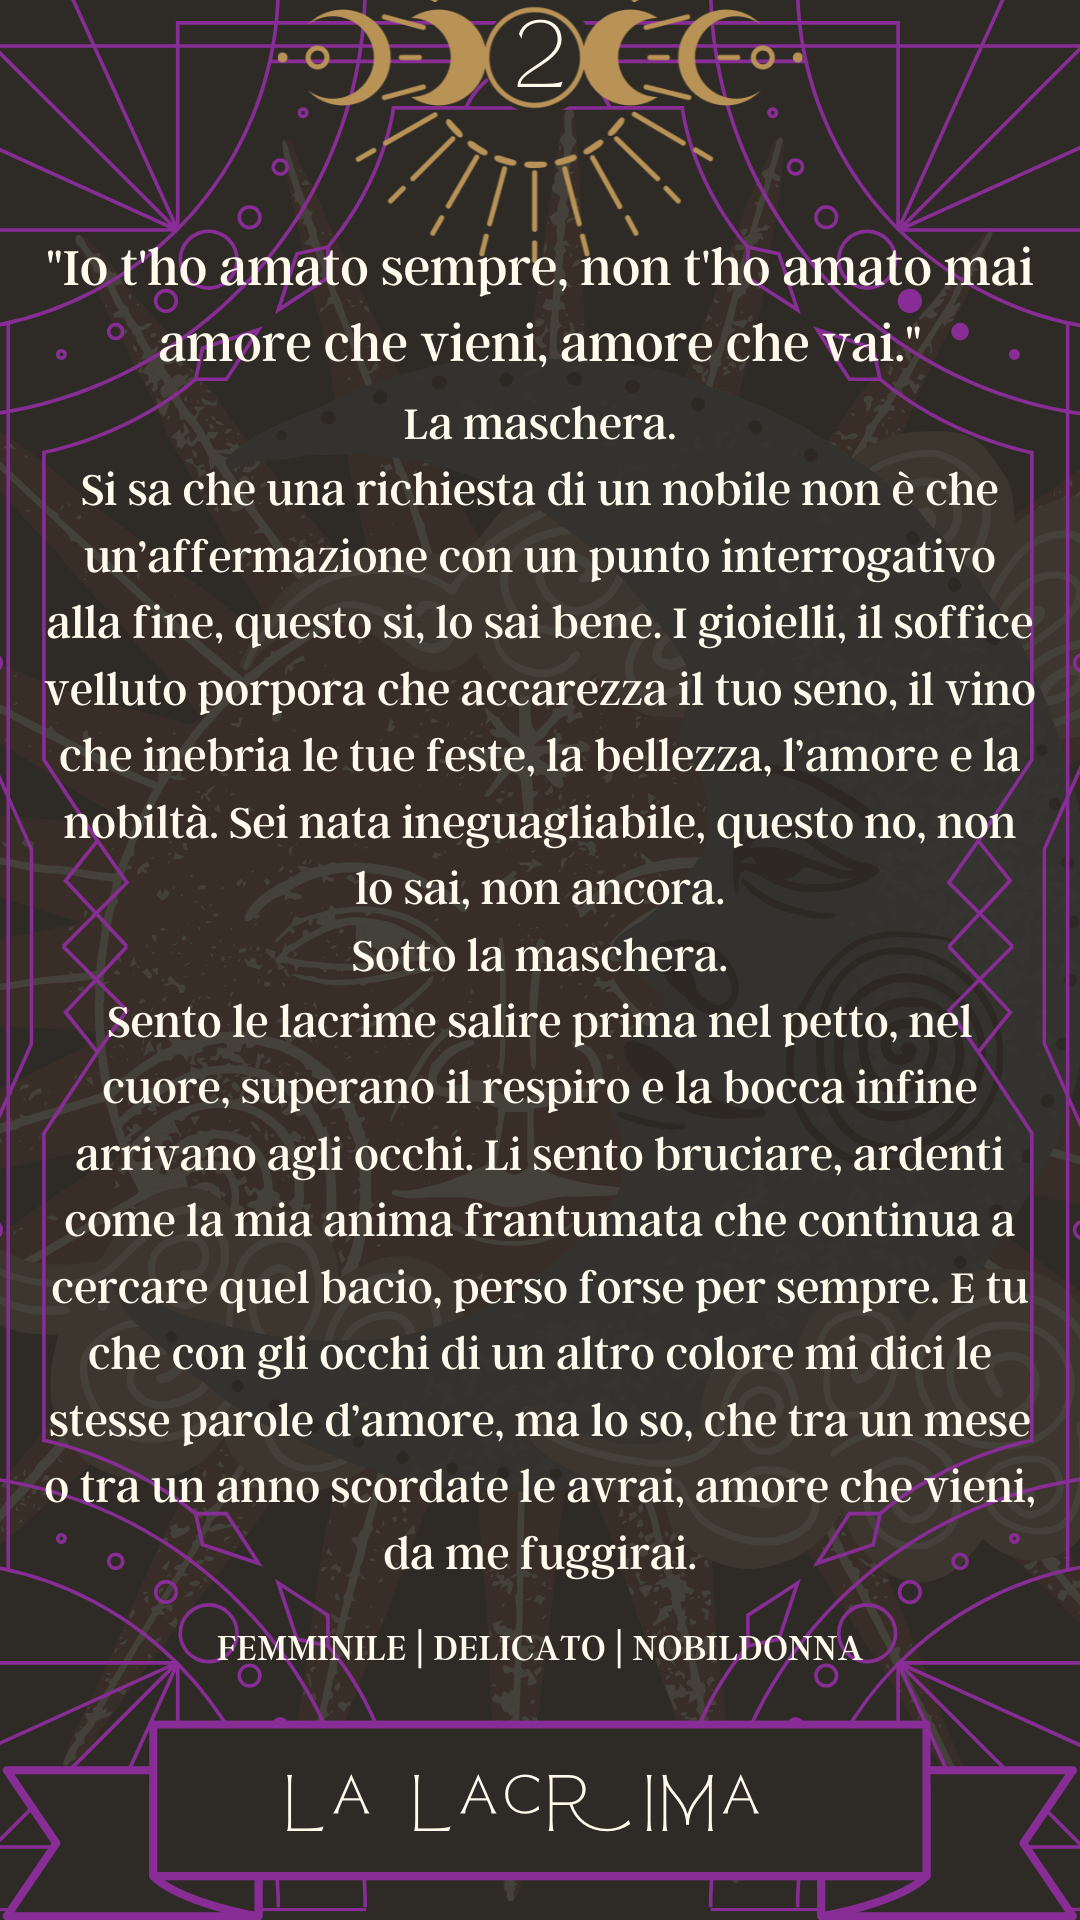 2
"Io t'ho amato sempre, non t'ho amato mai
amore che vieni, amore che vai."
La maschera.
Si sa che una richiesta di un nobile non è che
un’affermazione con un punto interrogativo
alla fine, questo si, lo sai bene. I gioielli, il soffice
velluto porpora che accarezza il tuo seno, il vino
che inebria le tue feste, la bellezza, l’amore e la
nobiltà. Sei nata ineguagliabile, questo no, non
lo sai, non ancora.
Sotto la maschera.
Sento le lacrime salire prima nel petto, nel
cuore, superano il respiro e la bocca infine
arrivano agli occhi. Li sento bruciare, ardenti
come la mia anima frantumata che continua a
cercare quel bacio, perso forse per sempre. E tu
che con gli occhi di un altro colore mi dici le
stesse parole d’amore, ma lo so, che tra un mese
o tra un anno scordate le avrai, amore che vieni,
da me fuggirai.
FEMMINILE | DELICATO | NOBILDONNA
LA LACRIMA